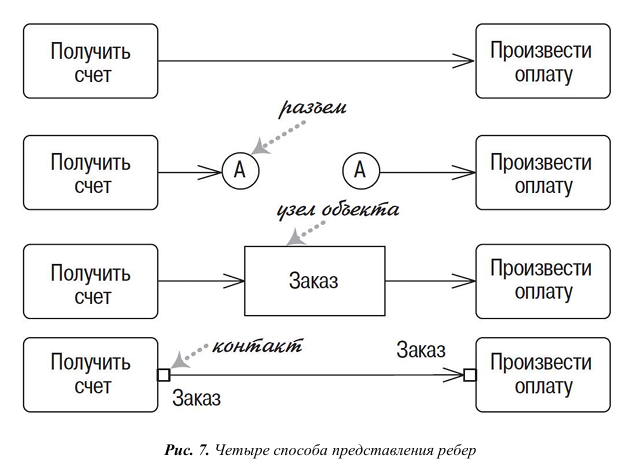 Получить
счет
Произвести
оплату
разъем
Получить
счет
А
А
Произвести
оплату
узел объекта
Получить
счет
Заказ
Произвести
оплату
контакт
Получить
счет
Заказ
Заказ
Произвести
оплату
Рис. 7. Четыре способа представления ребер